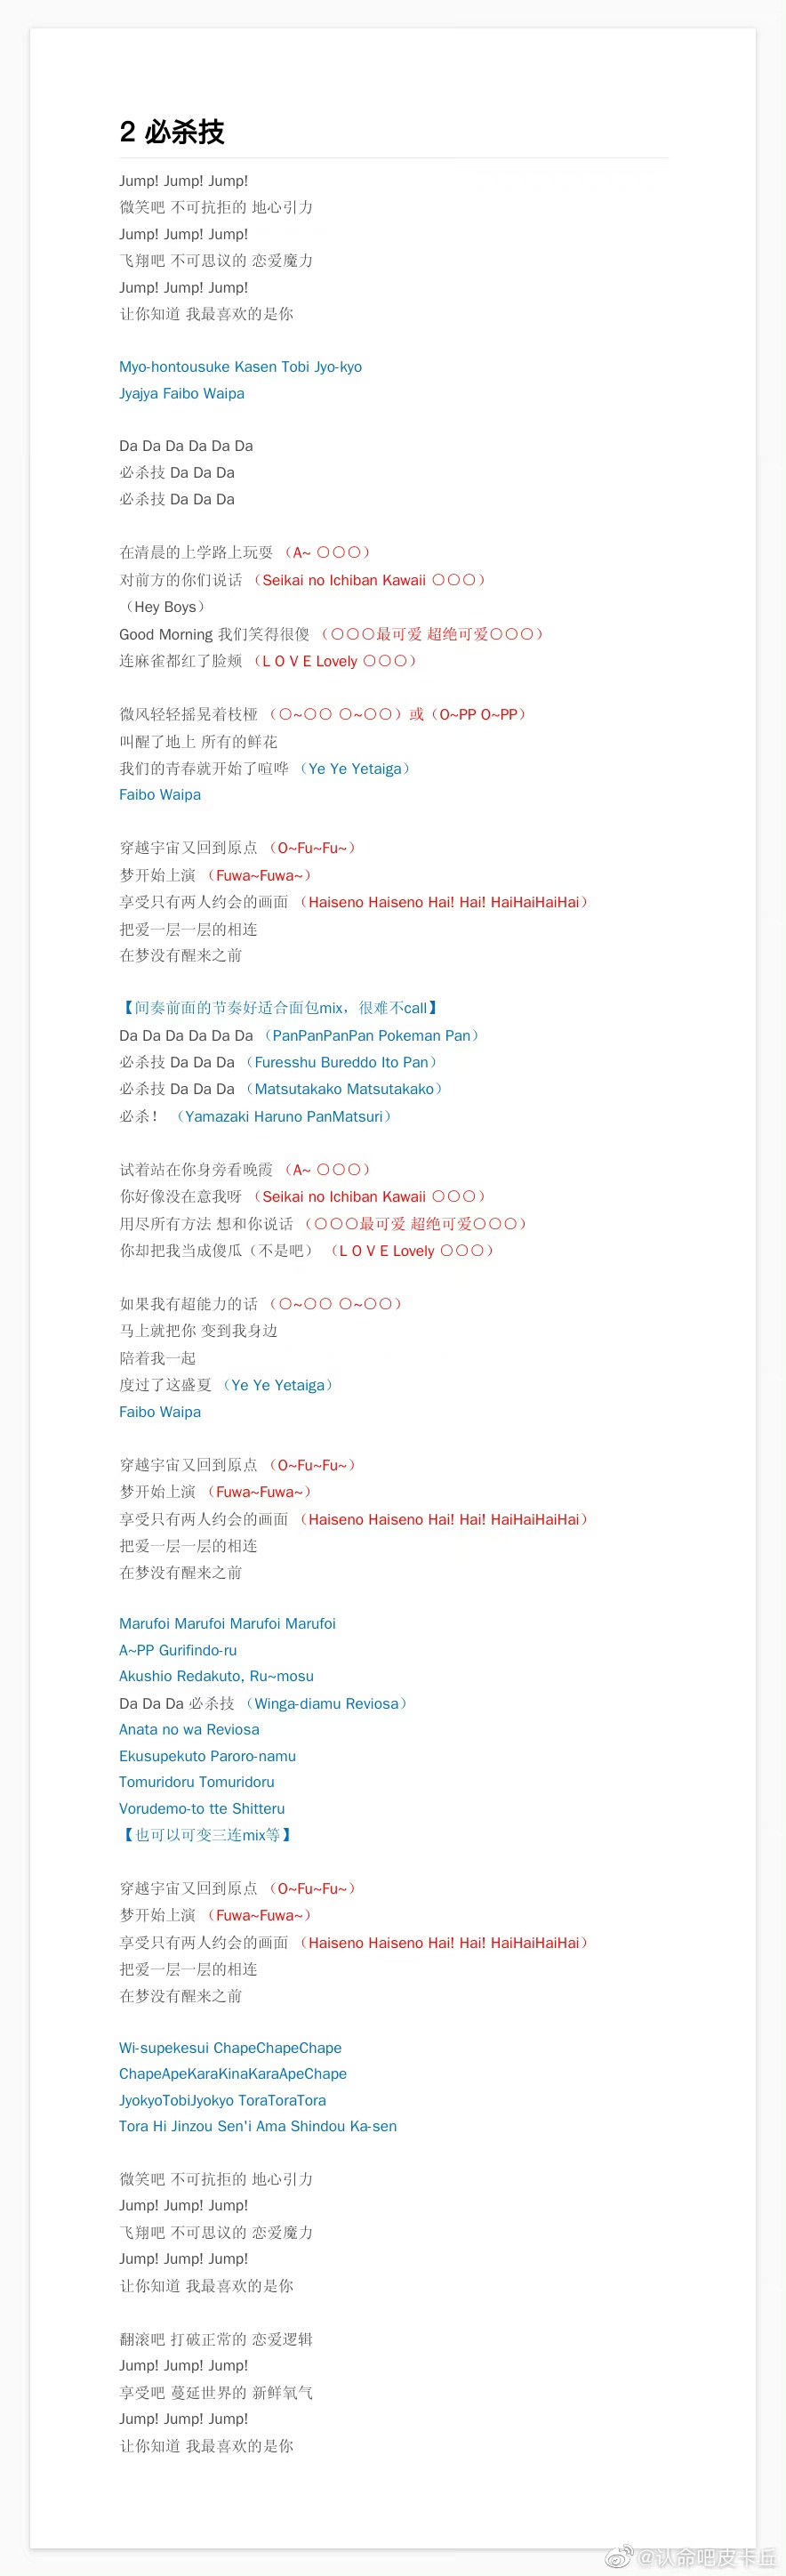 2 必杀技
Jump! Jump! Jump!
微笑吧 不可抗拒的 地心引力
Jump! Jump! Jump!
飞翔吧 不可思议的 恋爱魔力
Jump! Jump! Jump!
让你知道 我最喜欢的是你
Myo-hontousuke Kasen Tobi Jyo-kyo
Jyajya Faibo Waipa
Da Da Da Da Da Da
必杀技 Da Da Da
必杀技 Da Da Da
在清晨的上学路上玩耍 （A~ 〇〇〇）
对前方的你们说话 （Seikai no Ichiban Kawaii 〇〇〇）
（Hey Boys）
Good Morning 我们笑得很傻 （〇〇〇最可爱 超绝可爱〇〇〇）
连麻雀都红了脸颊 （L O V E Lovely 〇〇〇）
微风轻轻摇晃着枝桠 （〇~〇〇 〇~〇〇）或（O~PP O~PP）
叫醒了地上 所有的鲜花
我们的青春就开始了喧哗 （Ye Ye Yetaiga）
Faibo Waipa
穿越宇宙又回到原点 （O~Fu~Fu~）
梦开始上演 （Fuwa~Fuwa~）
享受只有两人约会的画面 （Haiseno Haiseno Hai! Hai! HaiHaiHaiHai）
把爱一层一层的相连
在梦没有醒来之前
【间奏前面的节奏好适合面包mix，很难不call】
Da Da Da Da Da Da （PanPanPanPan Pokeman Pan）
必杀技 Da Da Da （Furesshu Bureddo Ito Pan）
必杀技 Da Da Da （Matsutakako Matsutakako）
必杀！ （Yamazaki Haruno PanMatsuri）
试着站在你身旁看晚霞 （A~ 〇〇〇）
你好像没在意我呀 （Seikai no Ichiban Kawaii 〇〇〇）
用尽所有方法 想和你说话 （〇〇〇最可爱 超绝可爱〇〇〇）
你却把我当成傻瓜（不是吧） （L O V E Lovely 〇〇〇）
如果我有超能力的话 （〇~〇〇 〇~〇〇）
马上就把你 变到我身边
陪着我一起
度过了这盛夏 （Ye Ye Yetaiga）
Faibo Waipa
穿越宇宙又回到原点 （O~Fu~Fu~）
梦开始上演 （Fuwa~Fuwa~）
享受只有两人约会的画面 （Haiseno Haiseno Hai! Hai! HaiHaiHaiHai）
把爱一层一层的相连
在梦没有醒来之前
Marufoi Marufoi Marufoi Marufoi
A~PP Gurifindo-ru
Akushio Redakuto, Ru~mosu
Da Da Da 必杀技 （Winga-diamu Reviosa）
Anata no wa Reviosa
Ekusupekuto Paroro-namu
Tomuridoru Tomuridoru
Vorudemo-to tte Shitteru
【也可以可变三连mix等】
穿越宇宙又回到原点 （O~Fu~Fu~）
梦开始上演 （Fuwa~Fuwa~）
享受只有两人约会的画面 （Haiseno Haiseno Hai! Hai! HaiHaiHaiHai）
把爱一层一层的相连
在梦没有醒来之前
Wi-supekesui ChapeChapeChape
ChapeApeKaraKinaKaraApeChape
JyokyoTobiJyokyo ToraToraTora
Tora Hi Jinzou Sen'i Ama Shindou Ka-sen
微笑吧 不可抗拒的 地心引力
Jump! Jump! Jump!
飞翔吧 不可思议的 恋爱魔力
Jump! Jump! Jump!
让你知道 我最喜欢的是你
翻滚吧 打破正常的 恋爱逻辑
Jump! Jump! Jump!
享受吧 蔓延世界的 新鲜氧气
Jump! Jump! Jump!
让你知道 我最喜欢的是你
@认命吧皮卡丘